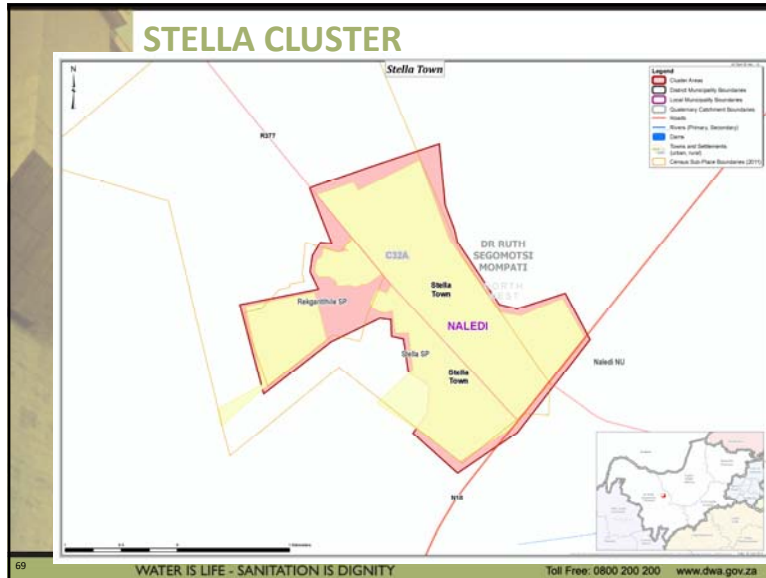 STELLA CLUSTER
Stella Town
N
Legend
Cluster Areas
District Municipality Boundaries
Local Municipality Boundaries
Quaternary Catchment Boundaries
Roads
Rivers (Primary, Secondary)
Dams
Towns and Settlements
(urban, rural)
Census Sub-Place Boundaries (2011)
R377
C32A
DR RUTH
SEGOMOTSI
MOMPATI
NORTH
WEST
Stella
Town
Rekgaratlhile SP
NALEDI
Stella SP
Naledi NU
Stella
Town
N18
69
WATER IS LIFE - SANITATION IS DIGNITY
Toll Free: 0800 200 200
www.dwa.gov.za